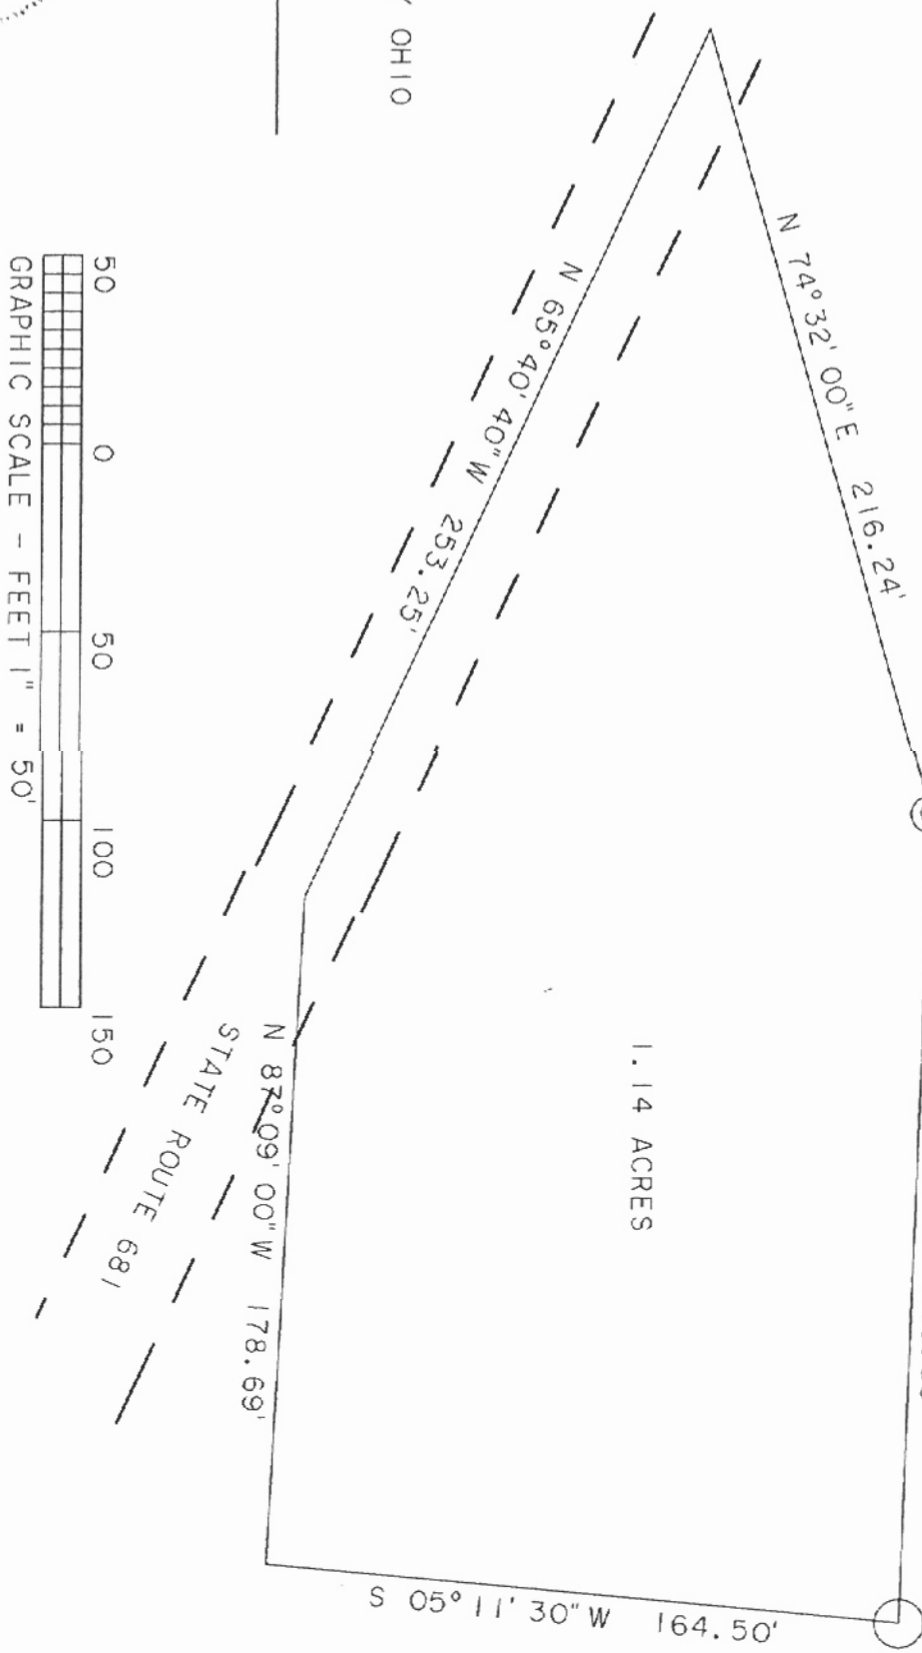 N 74°32' 00"E 216.24'
N 65°40' 40"W 253.25'
1.14 ACRES
N 87°09' 00"W 178.69'
S 05°11' 30"W 164.50'
STATE ROUTE 681
OHIO
50 0 50 100 150
GRAPHIC SCALE - FEET 1" = 50'